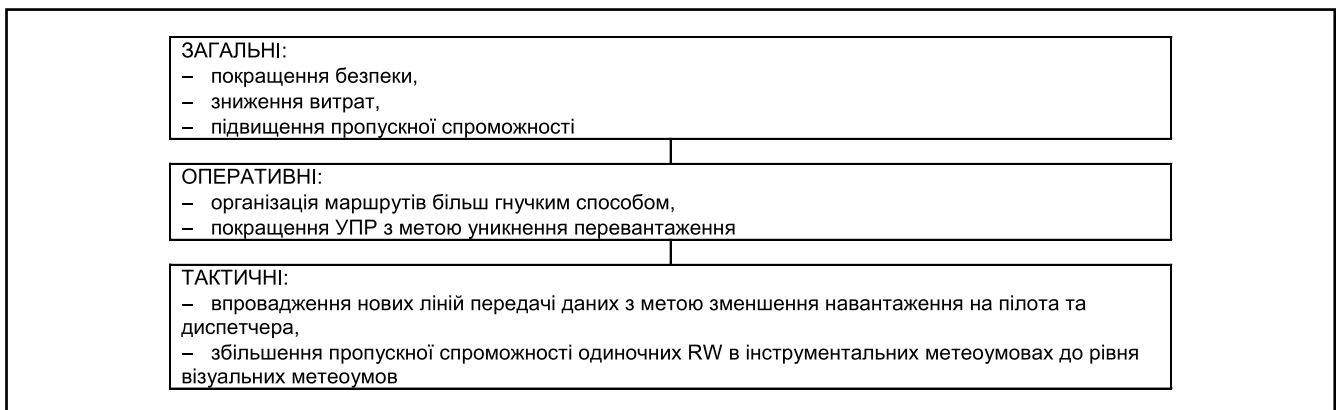 ЗАГАЛЬНІ:
– покращення безпеки,
– зниження витрат,
– підвищення пропускної спроможності
ОПЕРАТИВНІ:
– організація маршрутів більш гнучким способом,
– покращення УПР з метою уникнення перевантаження
ТАКТИЧНІ:
– впровадження нових ліній передачі даних з метою зменшення навантаження на пілота та
диспетчера,
– збільшення пропускної спроможності одиночних RW в інструментальних метеоумовах до рівня
візуальних метеоумов